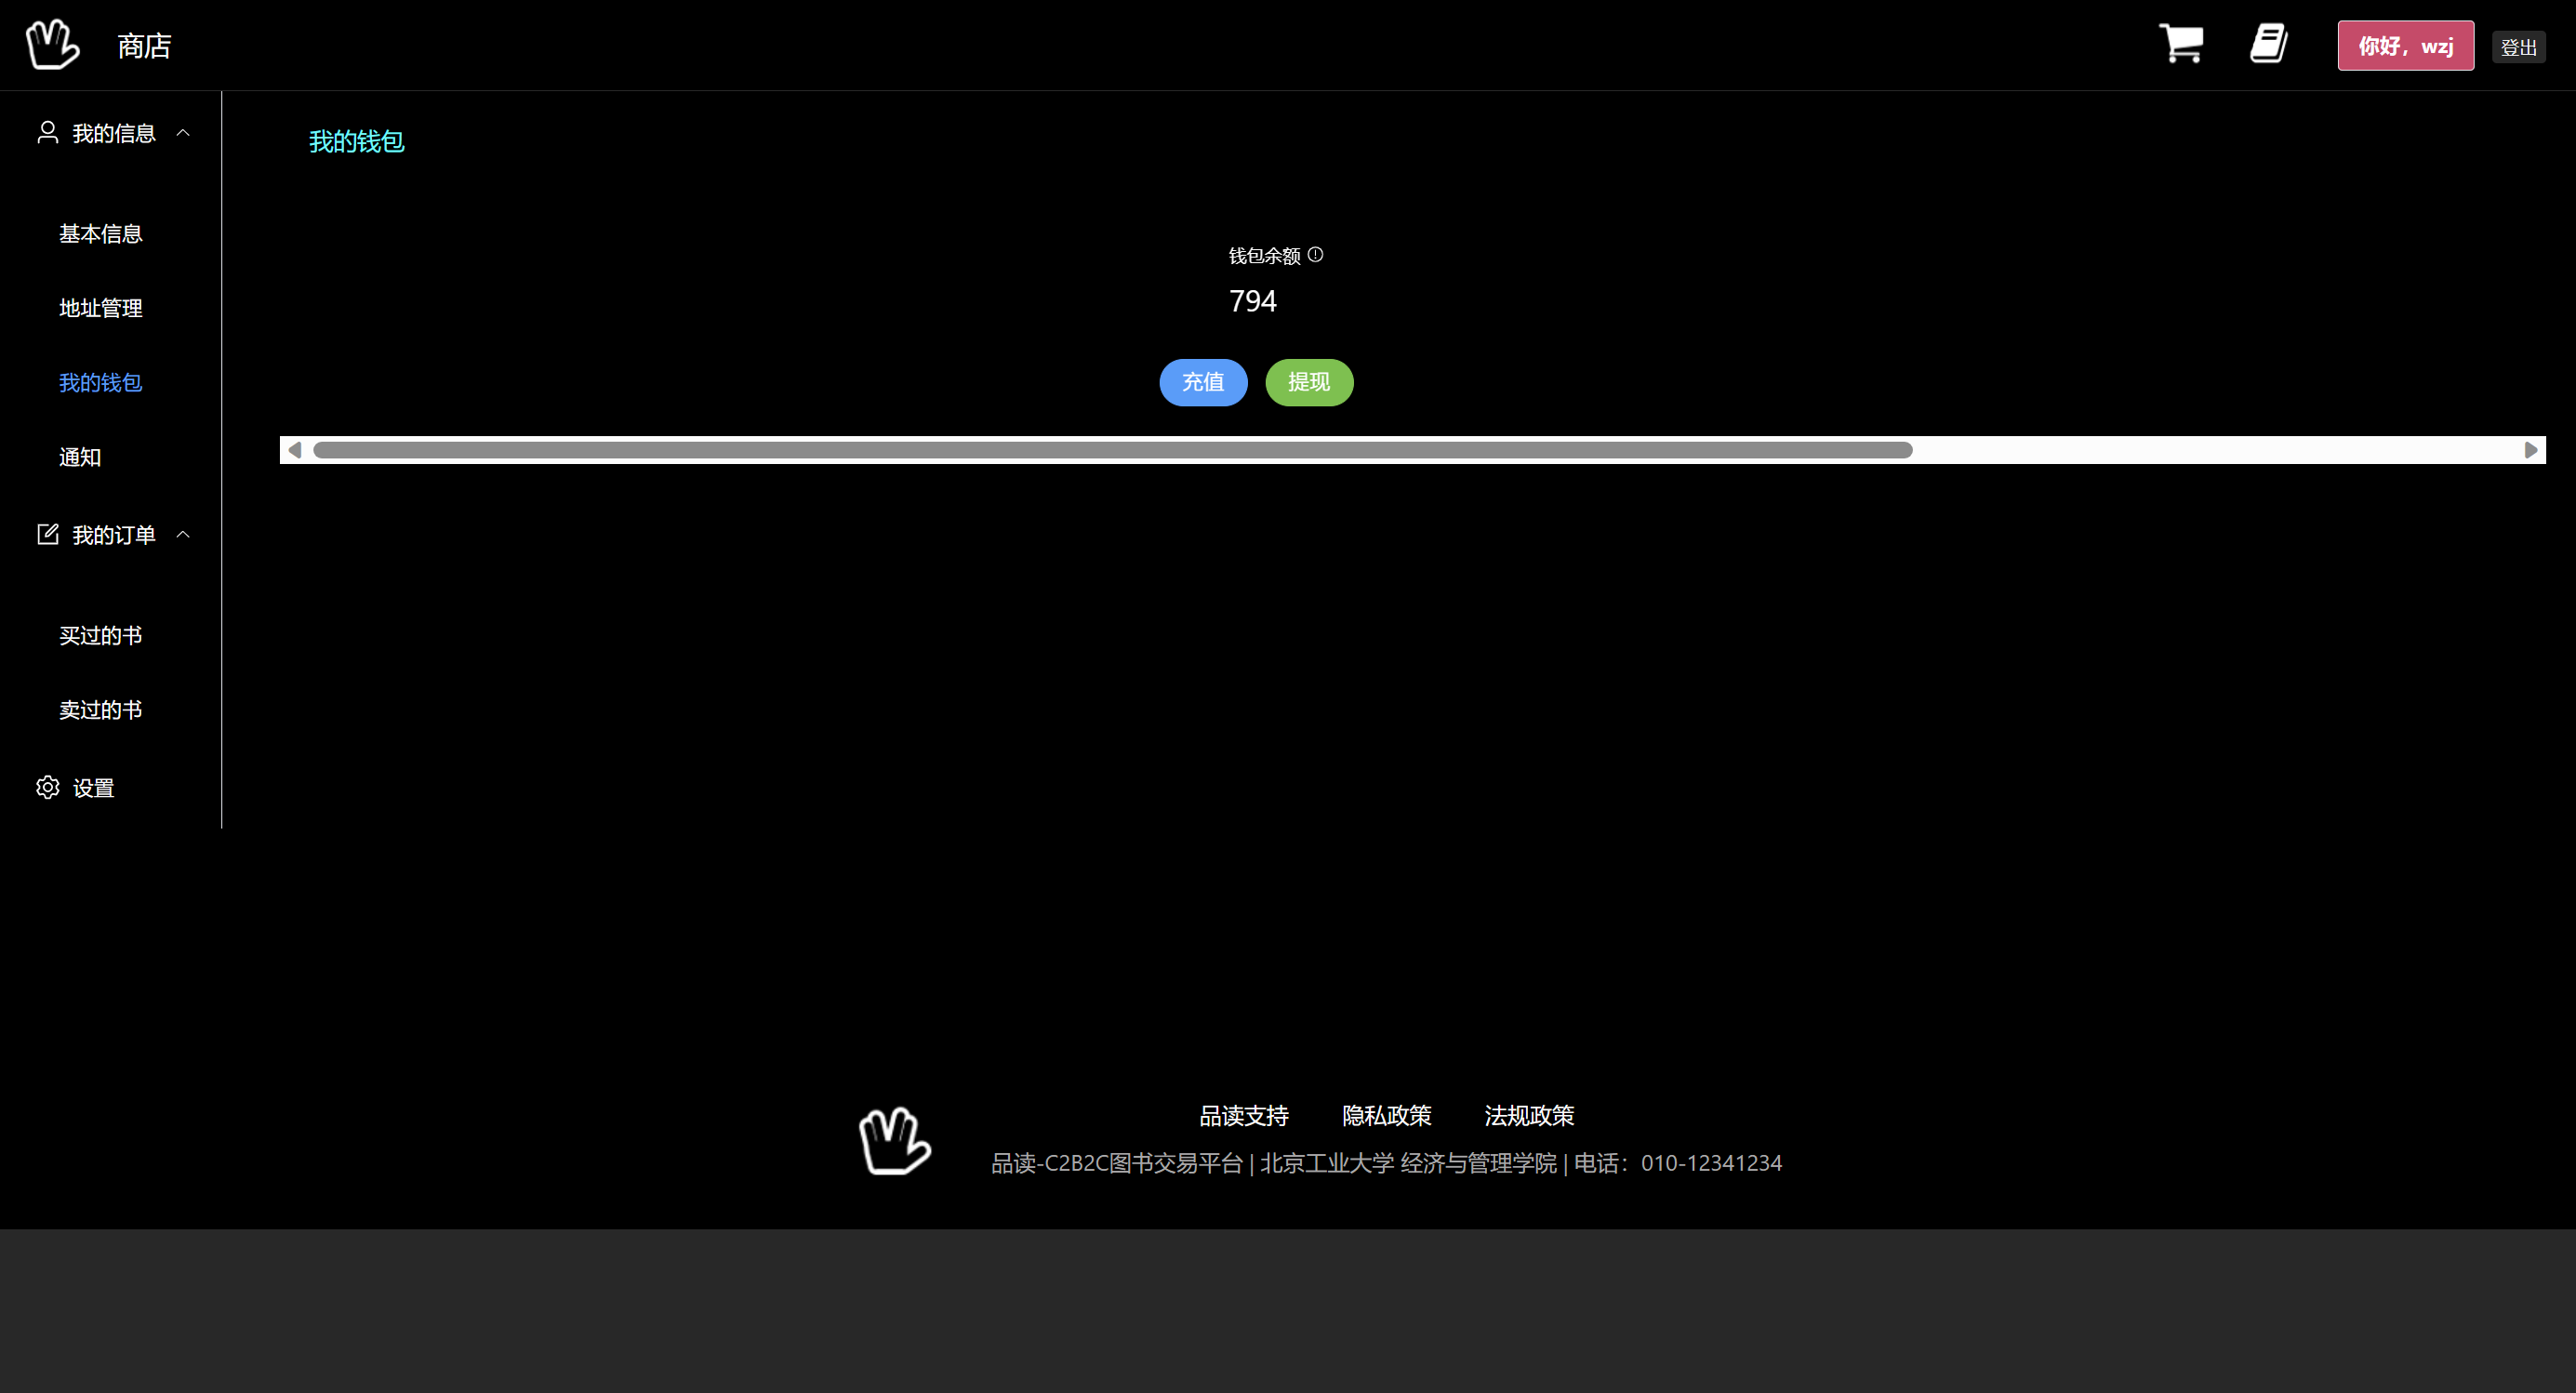 商店
你好，wzj
登出
我的信息
基本信息
地址管理
我的钱包
通知
我的订单
买过的书
卖过的书
设置
我的钱包
钱包余额
794
充值 提现
品读支持 隐私政策 法规政策
品读-C2B2C图书交易平台 | 北京工业大学 经济与管理学院 | 电话：010-12341234